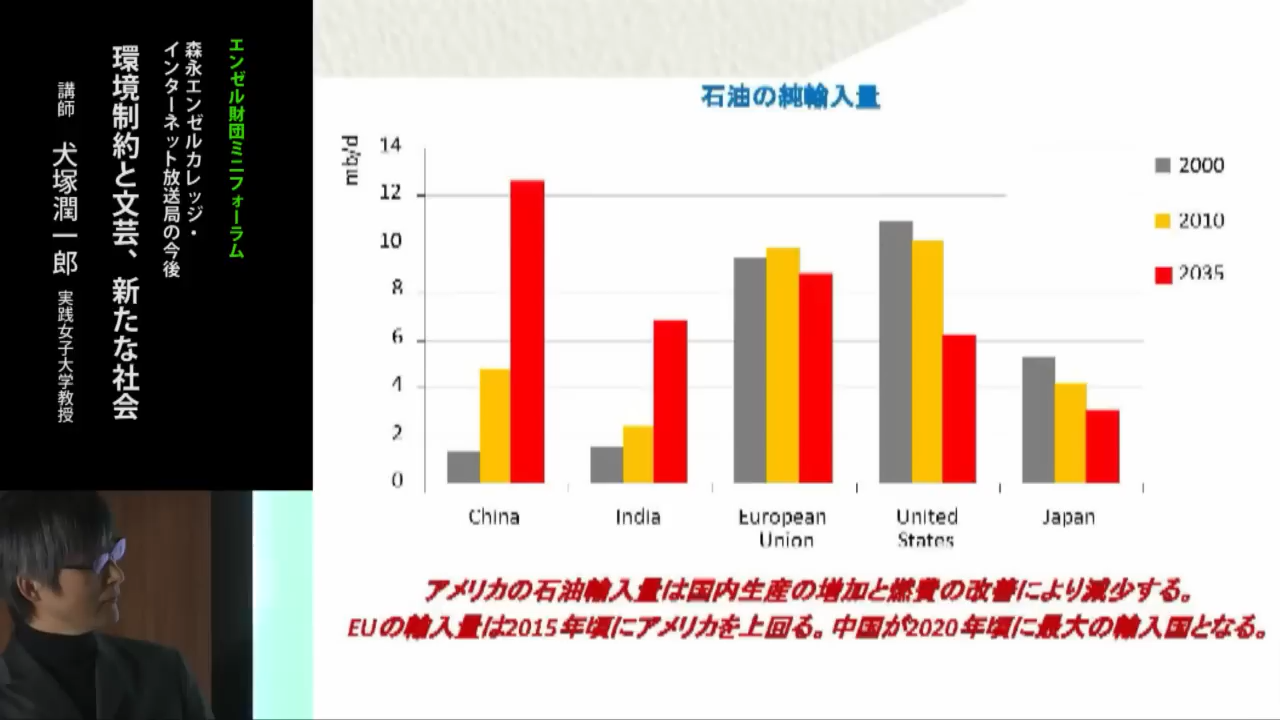 エンゼル財団ミニフォーラム
森永エンゼルカレッジ・
インターネット放送局の今後
環境制約と文芸、新たな社会
講師 犬塚潤一郎 実践女子大学教授
石油の純輸入量
mb/d
14
12
10
8
6
4
2
0
2000
2010
2035
China
India
European
Union
United
States
Japan
アメリカの石油輸入量は国内生産の増加と燃費の改善により減少する。
EUの輸入量は2015年頃にアメリカを上回る。中国が2020年頃に最大の輸入国となる。